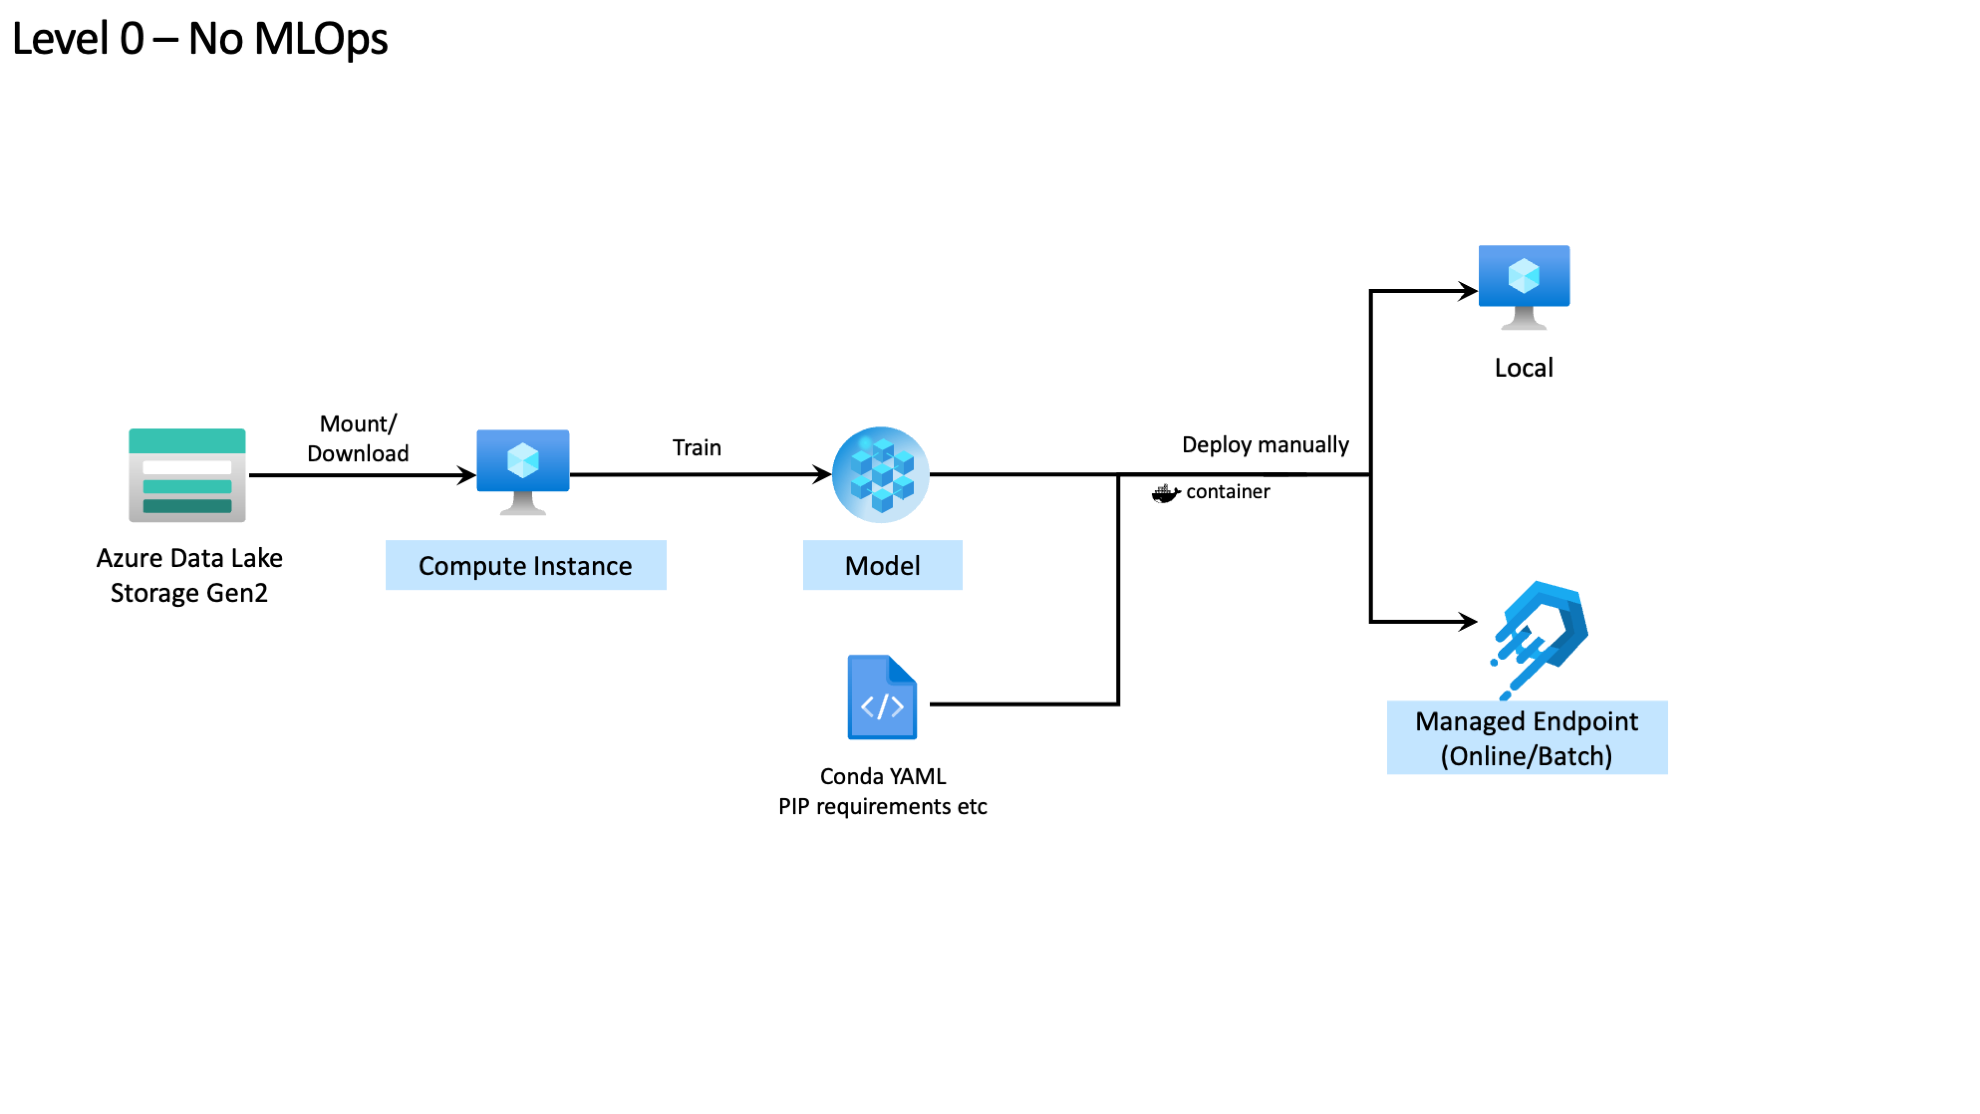 Level 0 – No MLOps
Mount/
Download
Azure Data Lake
Storage Gen2
Compute Instance
Train
Model
Conda YAML
PIP requirements etc
</>
Deploy manually
container
Local
Managed Endpoint
(Online/Batch)